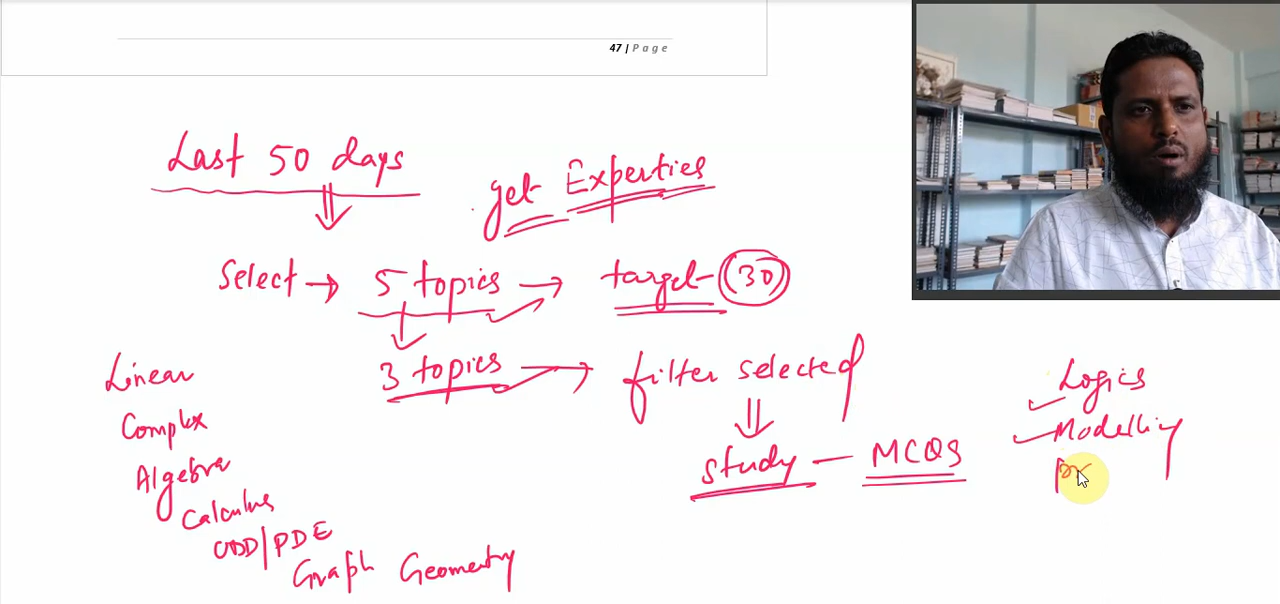 47 | Page
Last 50 days
get Experties
Select → 5 topics → target (30)
3 topics → filter selected
Linear
Complex
Algebra
Calculus
ODD/PDE
Graph Geometry
study — MCQS
Logics
Modelling